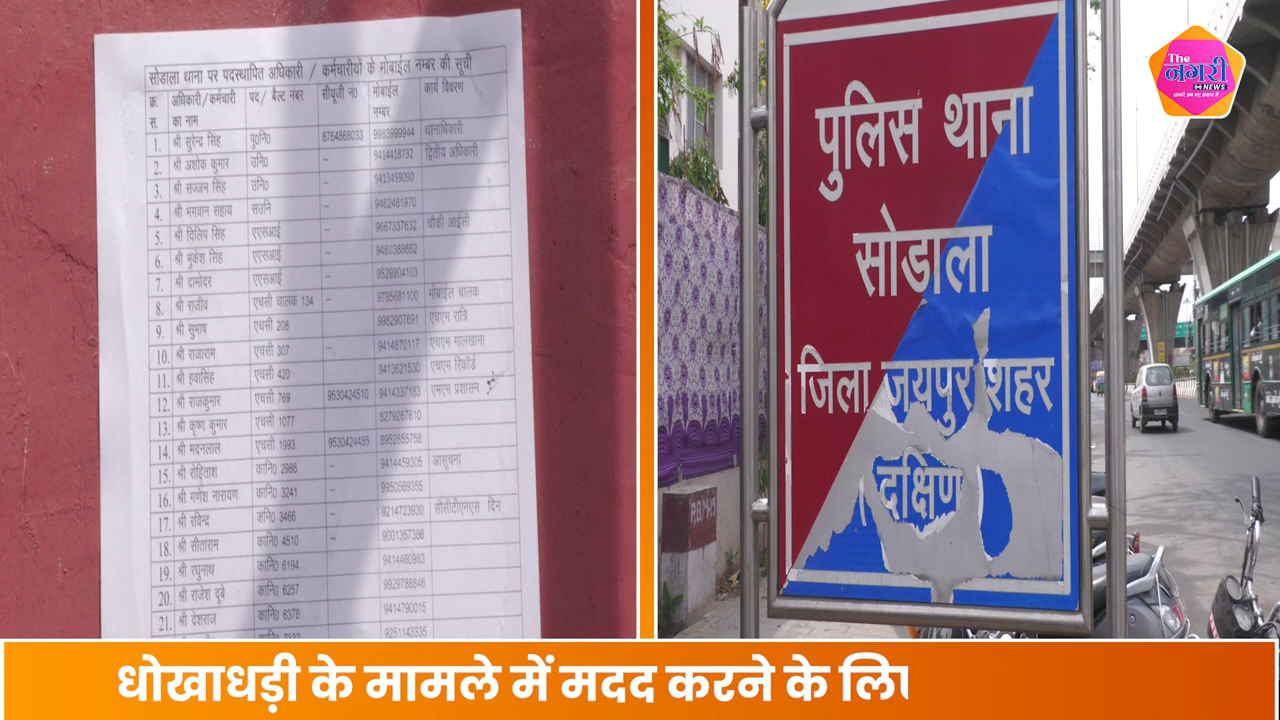 सोडाला थाना पर पदस्थापित अधिकारी / कर्मचारीयो के मोबाईल नम्बर की सूची
क्र. स. अधिकारी/कर्मचारी का नाम पद/ बैल्ट नंबर सीयूजी न0 मोबाईल नम्बर कार्य विवरण
1. श्री सुरेन्द्र सिंह पु0नि0 8764868033 9983999944 थानाधिकारी
2. श्री अशोक कुमार उनि0 – 9414418732 द्वितीय अधिकारी
3. श्री सज्जन सिंह उनि0 – 9413459090
4. श्री भगवान सहाय सउनि – 9462481970
5. श्री दिलिप सिंह एएसआई – 9667337632 चौकी आईसी
6. श्री मुकेश सिंह एएसआई – 9460388662
7. श्री दामोदर एएसआई – 9529204103
8. श्री राजीव एचसी चालक 134 – 9785681100 मोबाईल चालक
9. श्री सुभाष एचसी 208 9982907691 एचएम रात्रि
10. श्री राजाराम एचसी 307 – 9414870117 एचएम मालखाना
11. श्री हवासिंह एचसी 420 – 9413621530 एचएम रिकॉर्ड
12. श्री राजकुमार एचसी 769 9530424510 9414337183 एमएम प्रशासन
13. श्री कृष्ण कुमार एचसी 1077 8279267610
14. श्री मदनलाल एचसी 1993 9530424485 8952655758
15. श्री रोहिताश कानि0 2986 – 9414459305 आसूचना
16. श्री गणेश नारायण कानि0 3241 – 9950569355
17. श्री रविन्द्र कनि0 3466 – 9214723930 सीसीटीएनएस दिन
18. श्री सीताराम कानि0 4510 – 9001357386
19. श्री रघुनाथ कानि0 6194 9414460983
20. श्री राजेश दूबे कानि0 6257 9929788646
21. श्री देशराज कानि0 6378 9414790015
9251143335
पुलिस थाना
सोडाला
जिला जयपुर शहर
दक्षिण
The
नगरी
NEWS
धोखाधड़ी के मामले में मदद करने के लिए